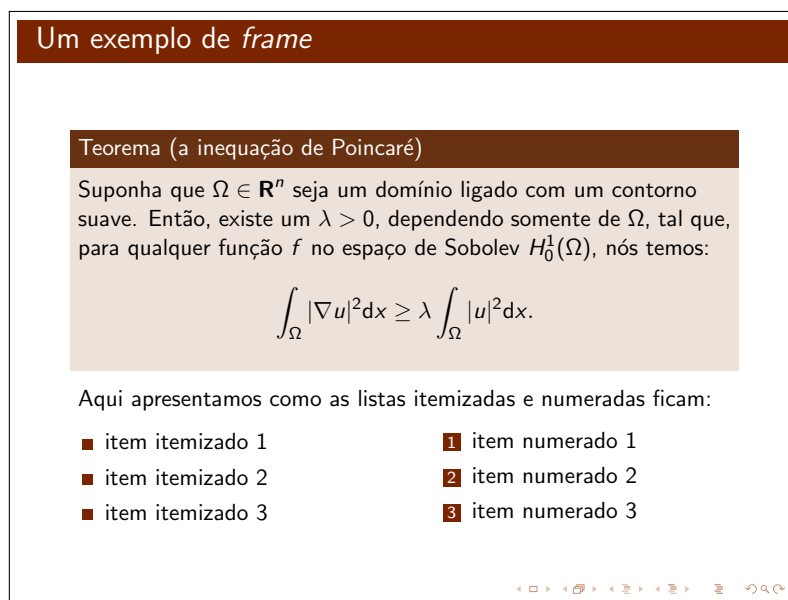 Um exemplo de frame
Teorema (a inequação de Poincaré)
Suponha que Ω ∈ Rⁿ seja um domínio ligado com um contorno
suave. Então, existe um λ > 0, dependendo somente de Ω, tal que,
para qualquer função f no espaço de Sobolev H₀¹(Ω), nós temos:
∫_Ω |∇u|²dx ≥ λ ∫_Ω |u|²dx.
Aqui apresentamos como as listas itemizadas e numeradas ficam:
item itemizado 1
item itemizado 2
item itemizado 3
1 item numerado 1
2 item numerado 2
3 item numerado 3